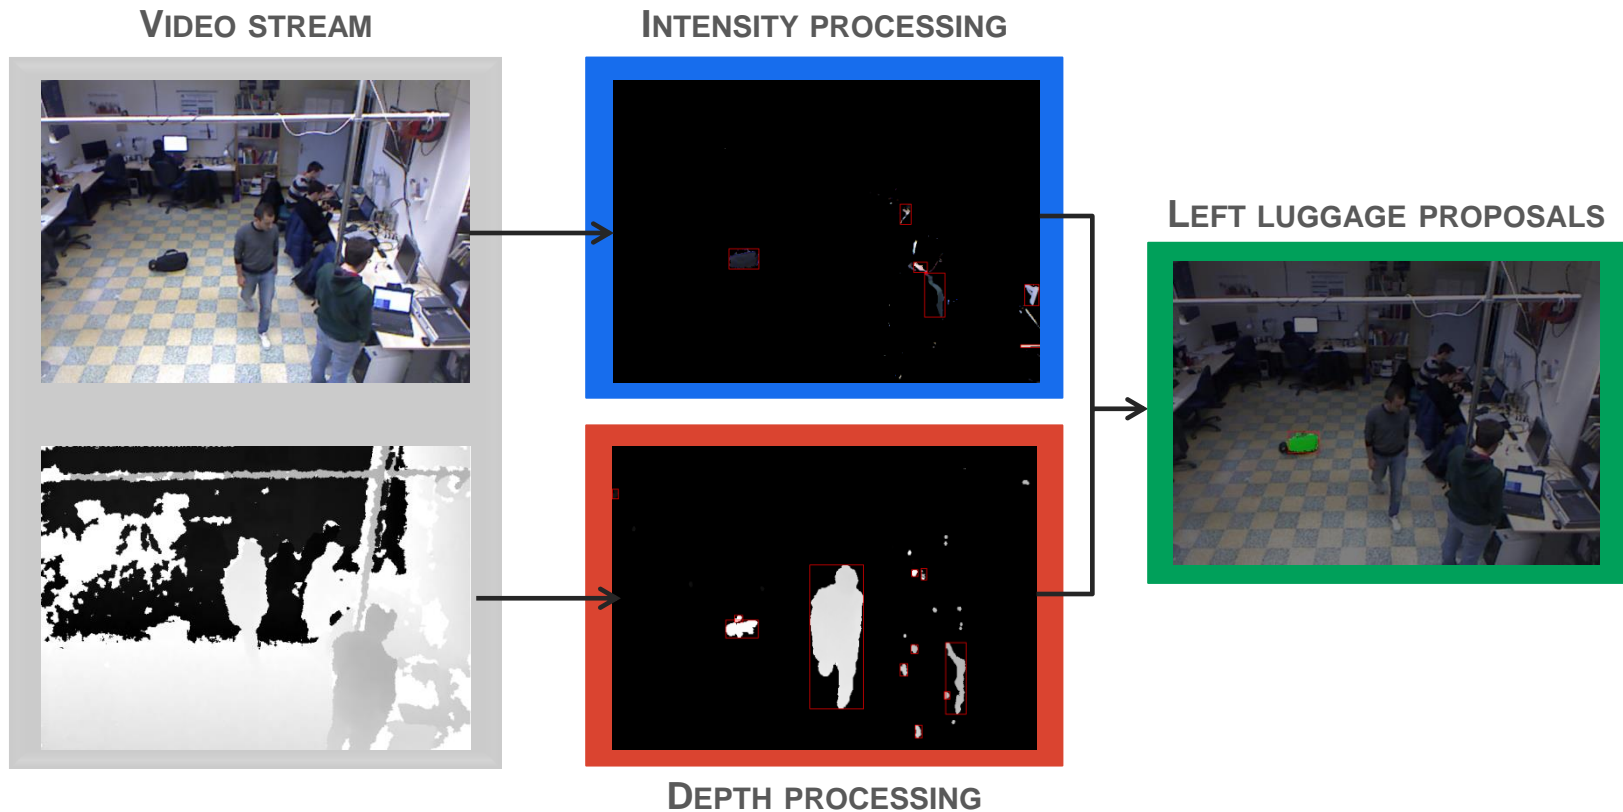 VIDEO STREAM
INTENSITY PROCESSING
LEFT LUGGAGE PROPOSALS
DEPTH PROCESSING